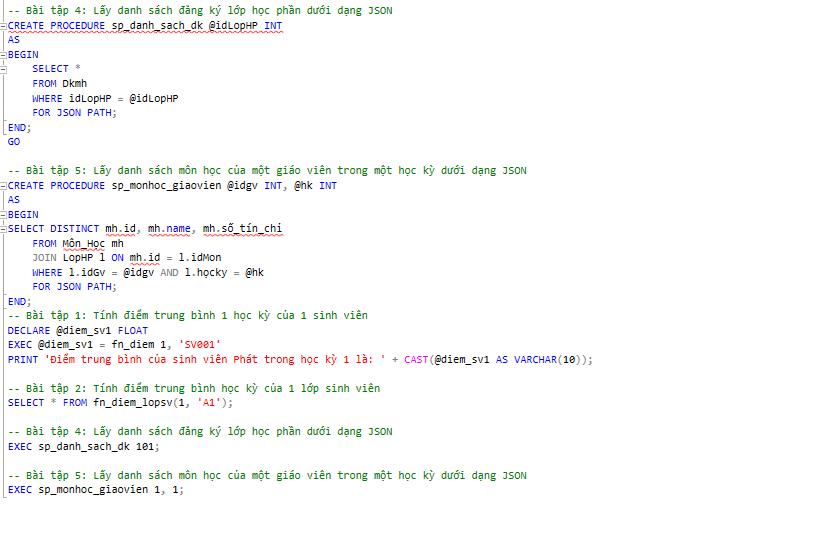 -- Bài tập 4: Lấy danh sách đăng ký lớp học phần dưới dạng JSON
CREATE PROCEDURE sp_danh_sach_dk @idLopHP INT
AS
BEGIN
SELECT *
FROM Dkmh
WHERE idLopHP = @idLopHP
FOR JSON PATH;
END;
GO
-- Bài tập 5: Lấy danh sách môn học của một giáo viên trong một học kỳ dưới dạng JSON
CREATE PROCEDURE sp_monhoc_giaovien @idgv INT, @hk INT
AS
BEGIN
SELECT DISTINCT mh.id, mh.name, mh.số_tín_chỉ
FROM Môn_Học mh
JOIN LopHP l ON mh.id = l.idMon
WHERE l.idGv = @idgv AND l.họcky = @hk
FOR JSON PATH;
END;
-- Bài tập 1: Tính điểm trung bình 1 học kỳ của 1 sinh viên
DECLARE @diem_sv1 FLOAT
EXEC @diem_sv1 = fn_diem 1, 'SV001'
PRINT 'Điểm trung bình của sinh viên Phát trong học kỳ 1 là: ' + CAST(@diem_sv1 AS VARCHAR(10));
-- Bài tập 2: Tính điểm trung bình học kỳ của 1 lớp sinh viên
SELECT * FROM fn_diem_lopsv(1, 'A1');
-- Bài tập 4: Lấy danh sách đăng ký lớp học phần dưới dạng JSON
EXEC sp_danh_sach_dk 101;
-- Bài tập 5: Lấy danh sách môn học của một giáo viên trong một học kỳ dưới dạng JSON
EXEC sp_monhoc_giaovien 1, 1;